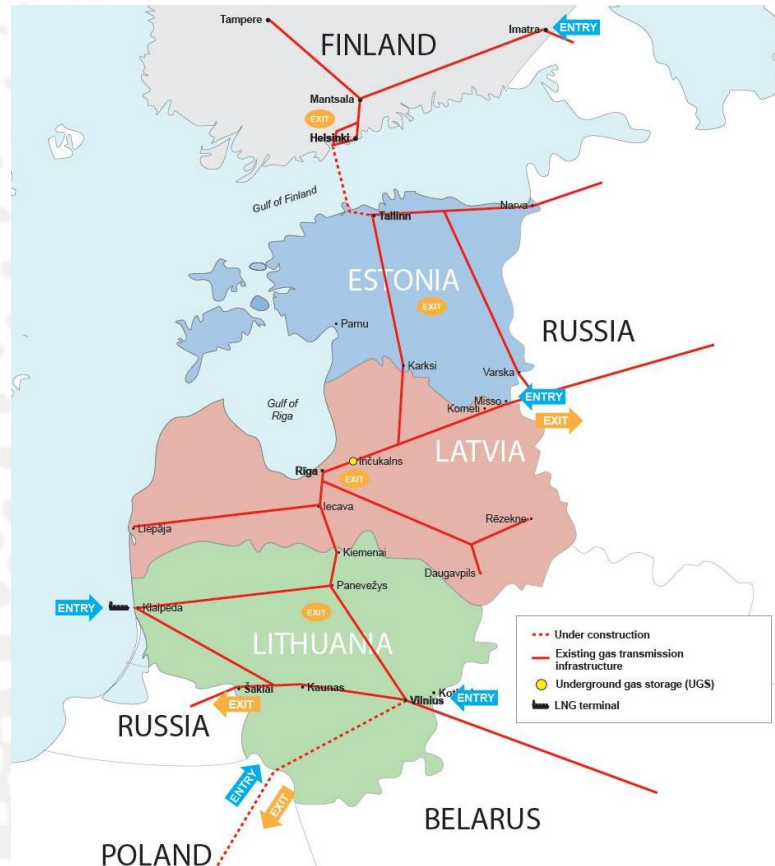 Tampere
FINLAND
Imatra
ENTRY
Mantsala
EXIT
Helsinki
Gulf of Finland
Narva
Tallinn
ESTONIA
EXIT
Parnu
RUSSIA
Karksi
Varska
Misso
ENTRY
Kometi
EXIT
Gulf of
Riga
LATVIA
Inčukalns
Rīga
EXIT
Iecava
Rēzekne
Liepāja
Kiemenai
Daugavpils
Panevežys
ENTRY
Klaipėda
EXIT
LITHUANIA
Šakiai
Kaunas
Vilnius
ENTRY
EXIT
RUSSIA
ENTRY
EXIT
BELARUS
POLAND
Under construction
Existing gas transmission
infrastructure
Underground gas storage (UGS)
LNG terminal